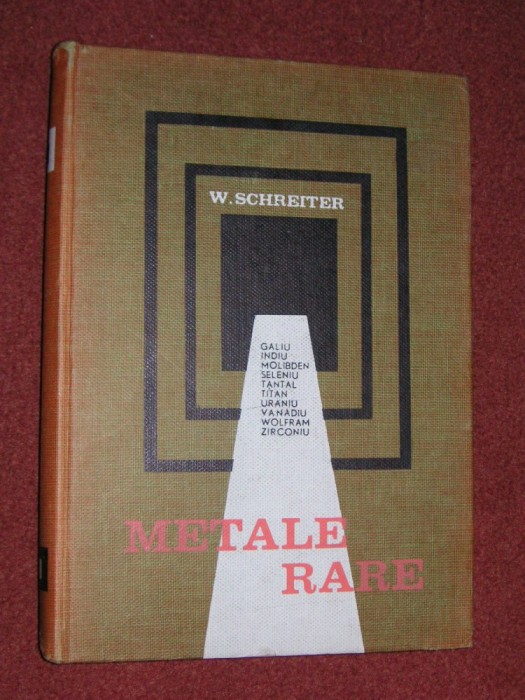 W. SCHREITER
GALIU
INDIU
MOLIBDEN
SELENIU
TANTAL
TITAN
URANIU
VANADIU
WOLFRAM
ZIRCONIU
METALE
RARE